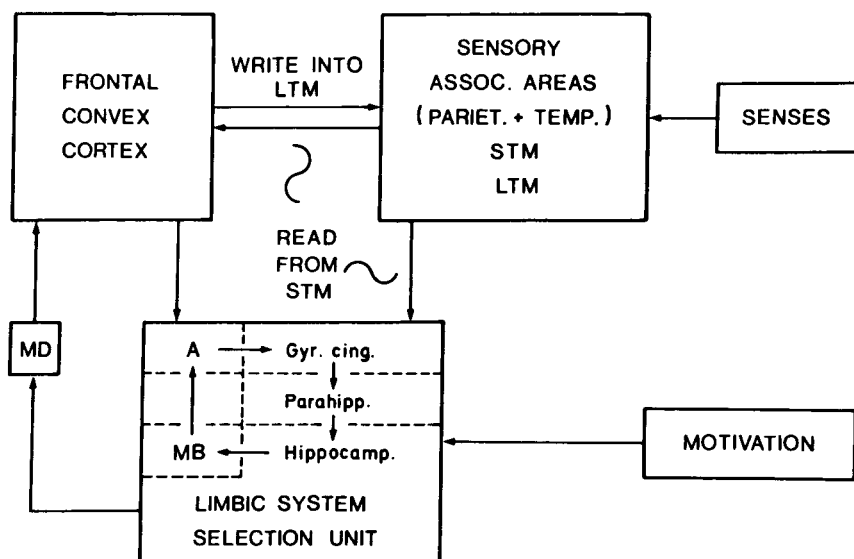 FRONTAL
CONVEX
CORTEX
WRITE INTO
LTM
SENSORY
ASSOC. AREAS
(PARIET. + TEMP.)
STM
LTM
SENSES
READ
FROM
STM
MD
A
Gyr. cing.
Parahipp.
MB
Hippocamp.
LIMBIC SYSTEM
SELECTION UNIT
MOTIVATION